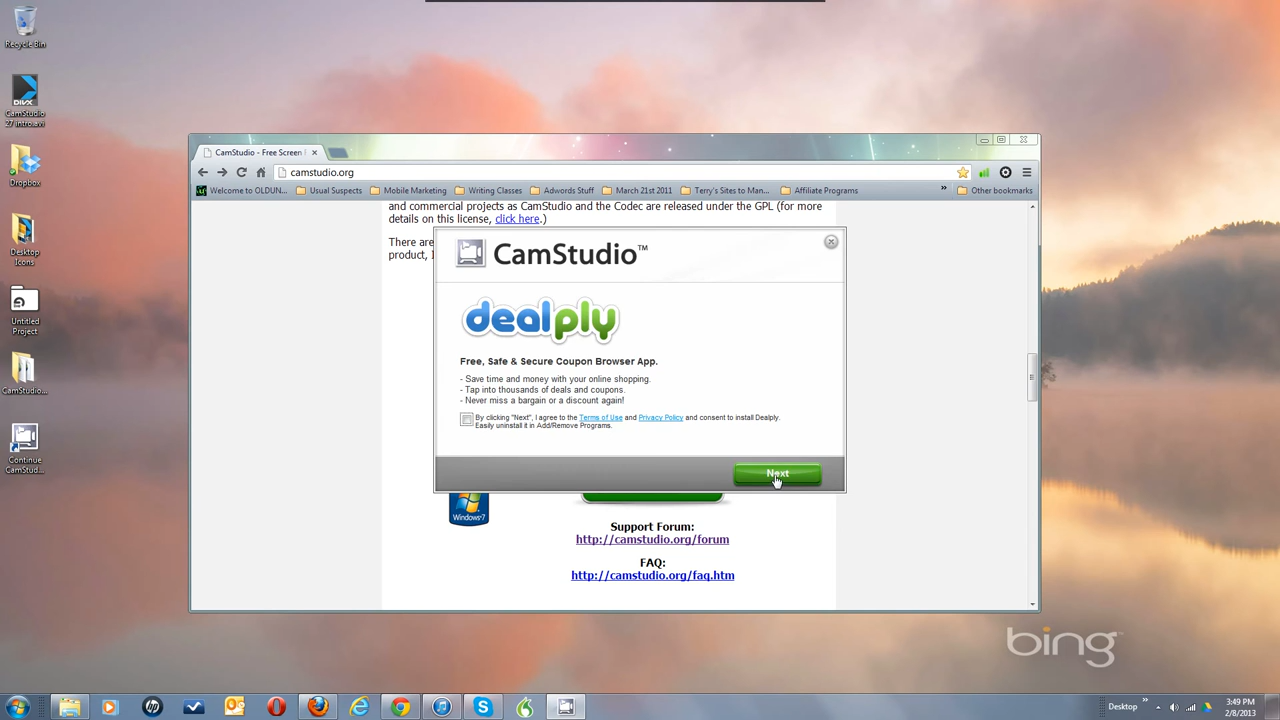 Recycle Bin
DIVX
CamStudio
27 intro.avi
Dropbox
Desktop
Icons
Untitled
Project
CamStudio...
Continue
CamStud...
CamStudio - Free Screen
camstudio.org
Welcome to OLDUN...
Usual Suspects
Mobile Marketing
Writing Classes
Adwords Stuff
March 21st 2011
Terry's Sites to Man...
Affiliate Programs
»
Other bookmarks
and commercial projects as CamStudio and the Codec are released under the GPL (for more
details on this license, click here.)
There are
product,
CamStudio™
dealply
Free, Safe & Secure Coupon Browser App.
- Save time and money with your online shopping.
- Tap into thousands of deals and coupons.
- Never miss a bargain or a discount again!
By clicking "Next", I agree to the Terms of Use and Privacy Policy and consent to install Dealply.
Easily uninstall it in Add/Remove Programs.
Next
Windows7
Support Forum:
http://camstudio.org/forum
FAQ:
http://camstudio.org/faq.htm
bing™
Desktop
»
3:49 PM
2/8/2013